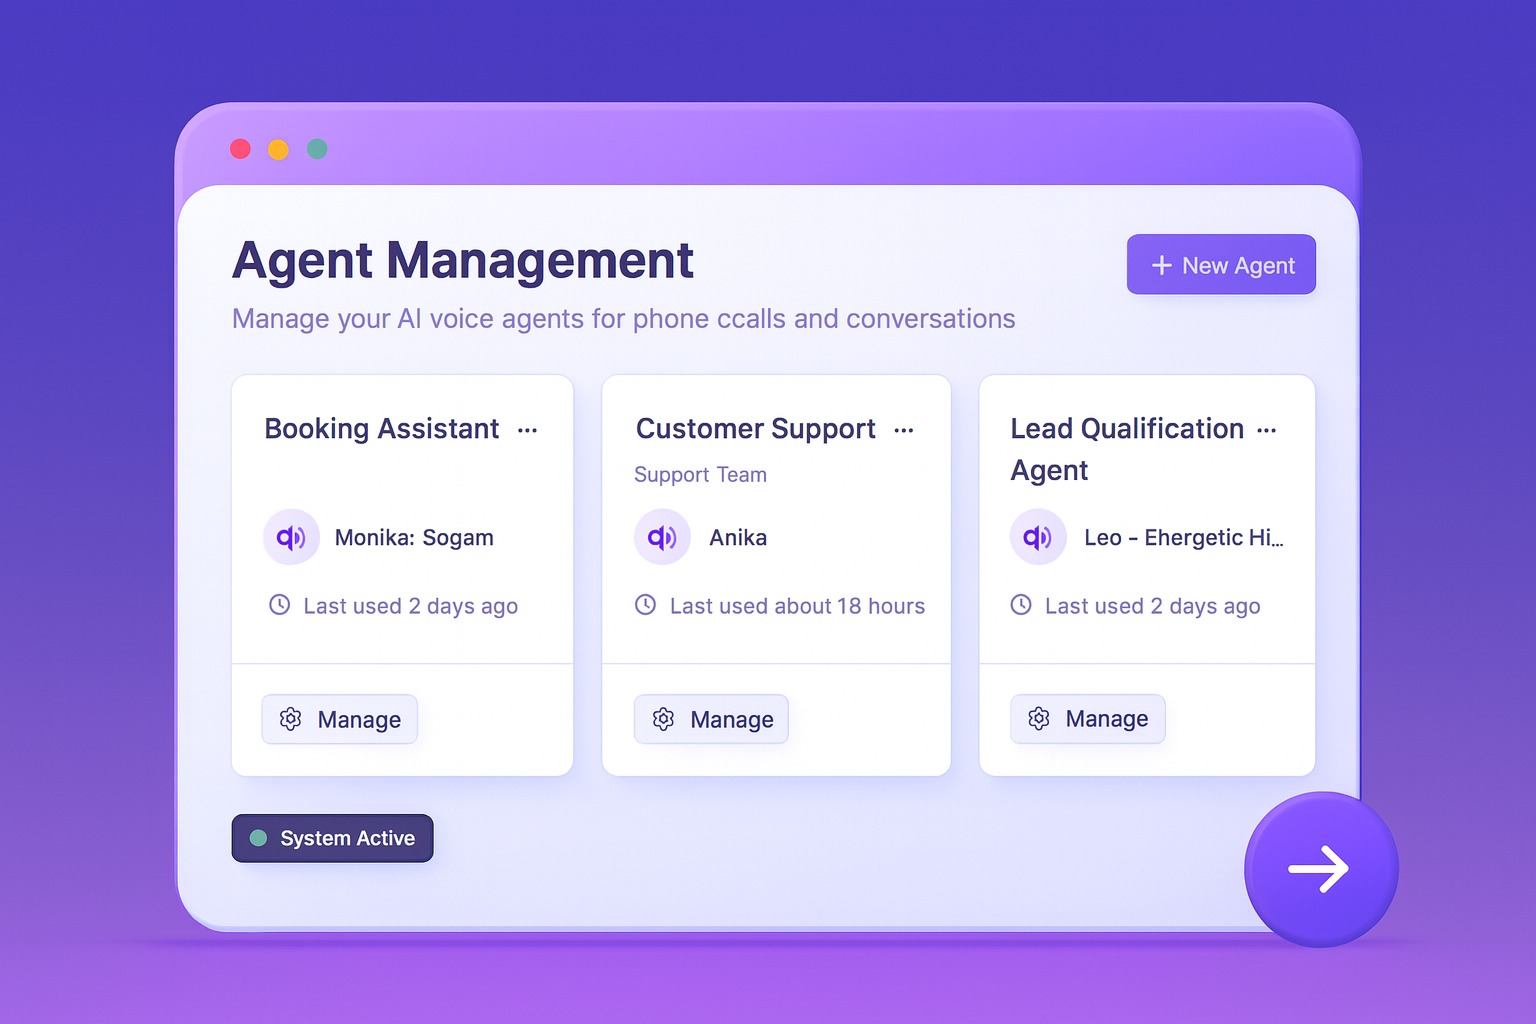 Agent Management
+ New Agent
Manage your AI voice agents for phone ccalls and conversations
Booking Assistant ...
Monika: Sogam
Last used 2 days ago
Manage
Customer Support ...
Support Team
Anika
Last used about 18 hours
Manage
Lead Qualification ...
Agent
Leo - Ehergetic Hi...
Last used 2 days ago
Manage
System Active